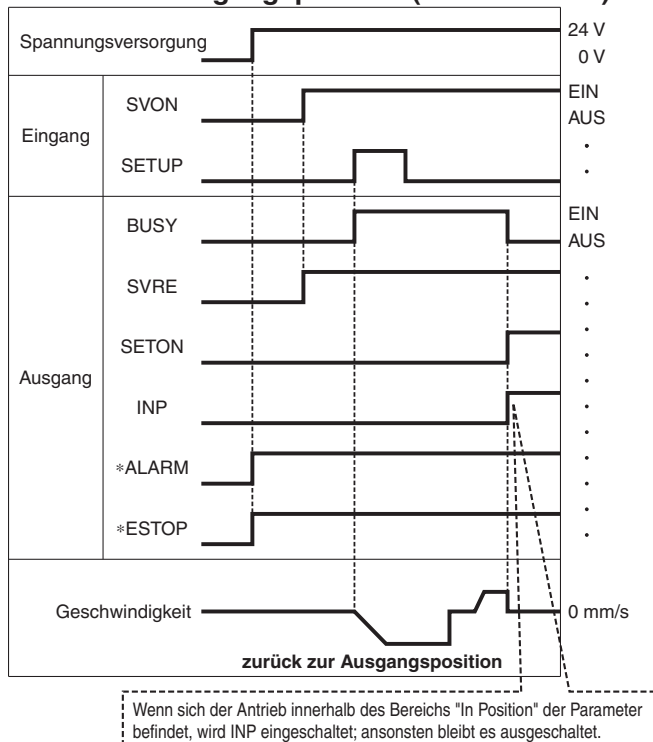 Spannungsversorgung
24 V
0 V
Eingang
SVON
EIN
AUS
SETUP
Ausgang
BUSY
EIN
AUS
SVRE
SETON
INP
*ALARM
*ESTOP
Geschwindigkeit
0 mm/s
zurück zur Ausgangsposition
Wenn sich der Antrieb innerhalb des Bereichs "In Position" der Parameter
befindet, wird INP eingeschaltet; ansonsten bleibt es ausgeschaltet.